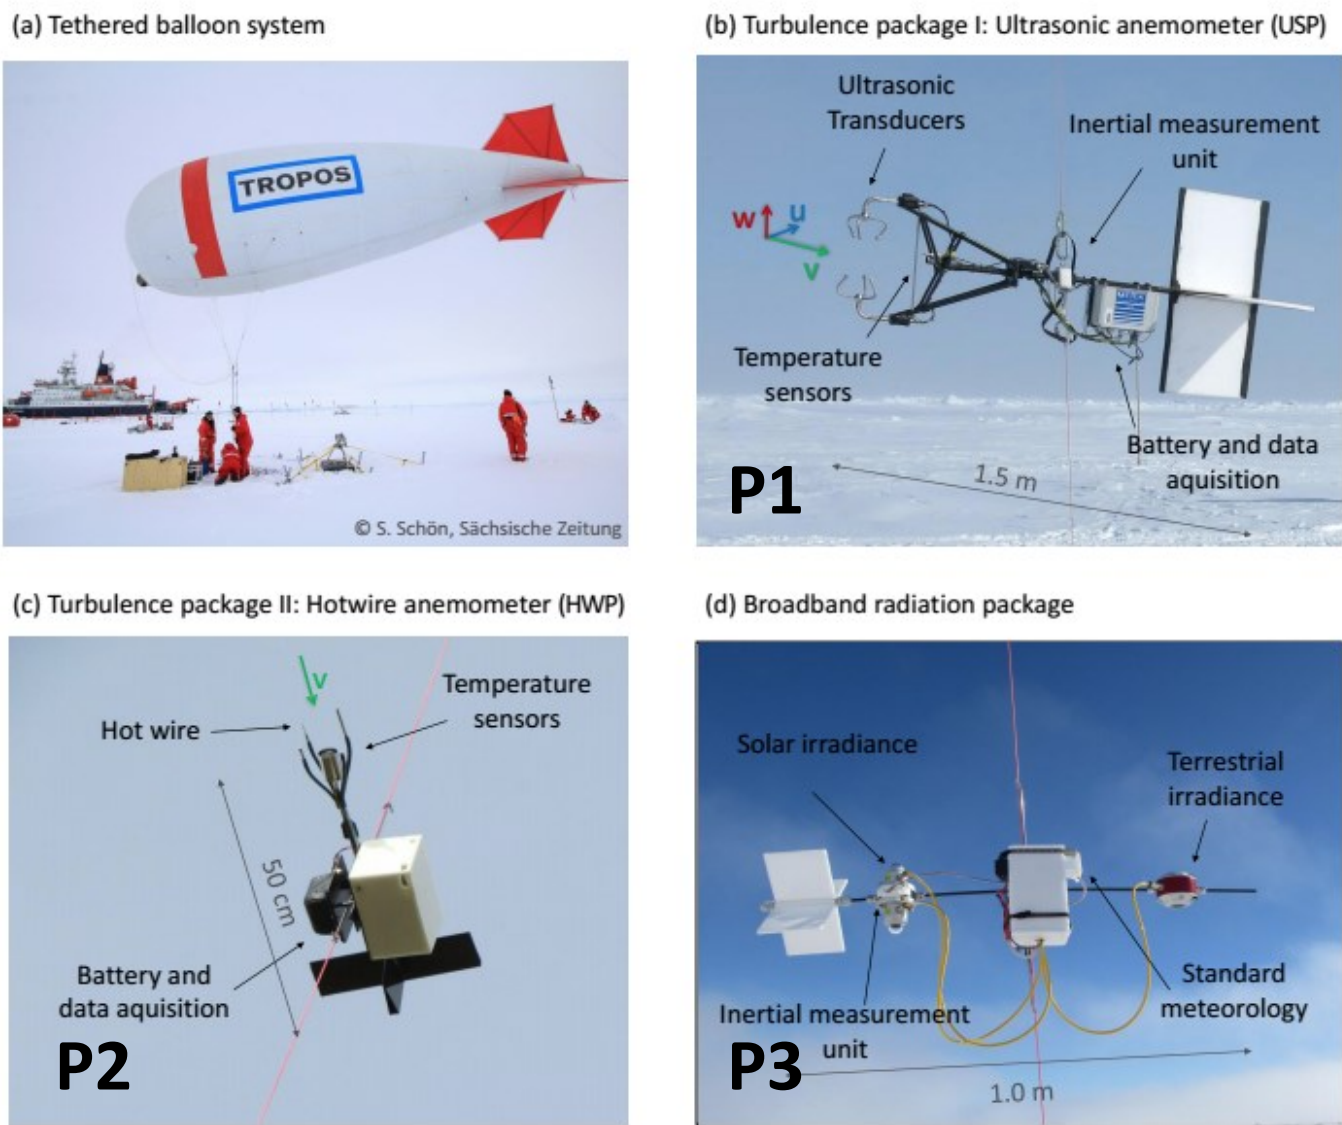 (a) Tethered balloon system
TROPOS
© S. Schön, Sächsische Zeitung
(b) Turbulence package I: Ultrasonic anemometer (USP)
Ultrasonic
Transducers
Inertial measurement
unit
w
u
v
Temperature
sensors
Battery and data
aquisition
1.5 m
P1
(c) Turbulence package II: Hotwire anemometer (HWP)
v
Temperature
sensors
Hot wire
50 cm
Battery and
data aquisition
P2
(d) Broadband radiation package
Solar irradiance
Terrestrial
irradiance
Standard
meteorology
Inertial measurement
unit
P3
1.0 m